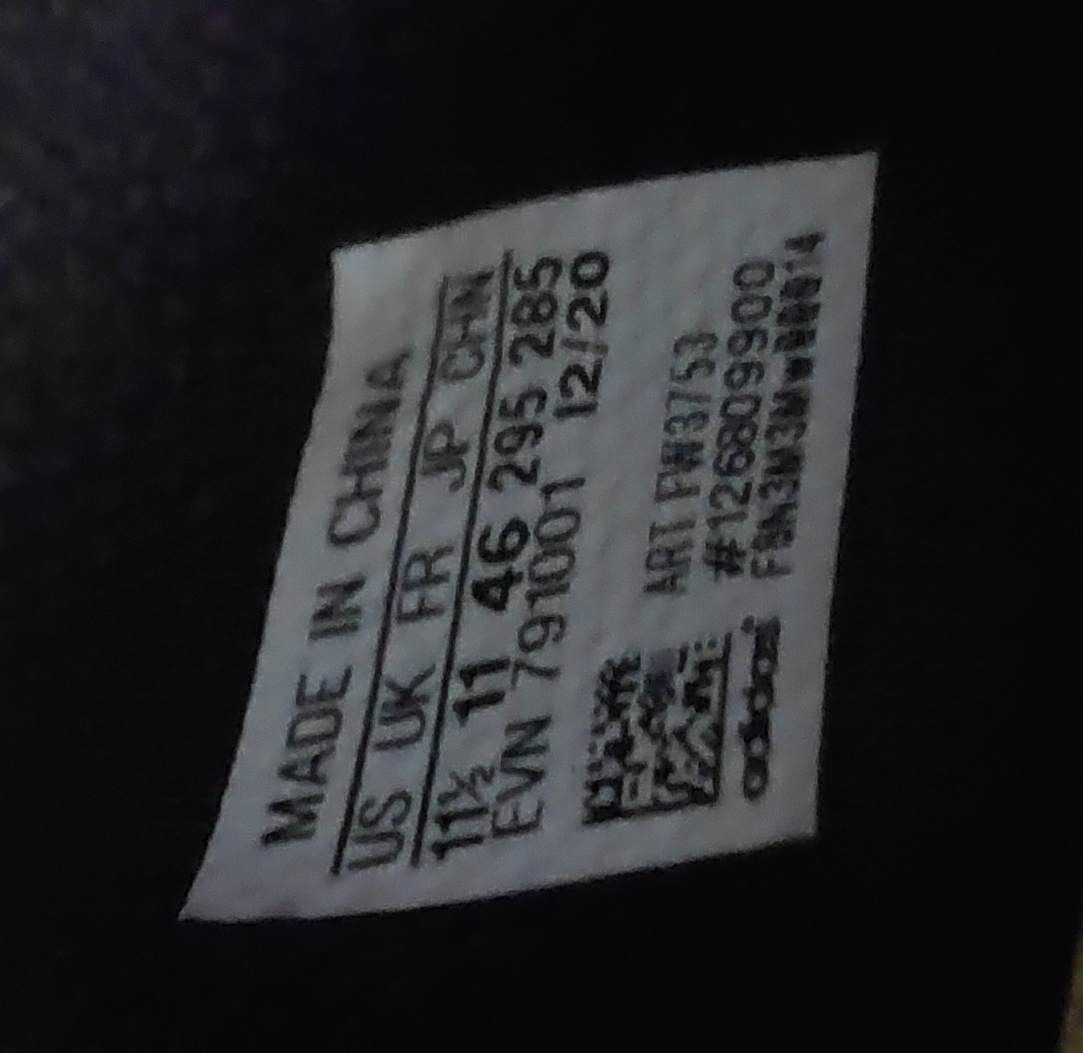 MADE IN CHINA
US UK FR JP CHN
11½ 11 46 295 285
EVN 791001 12/20
ART FW3753
#1268099900
adidas